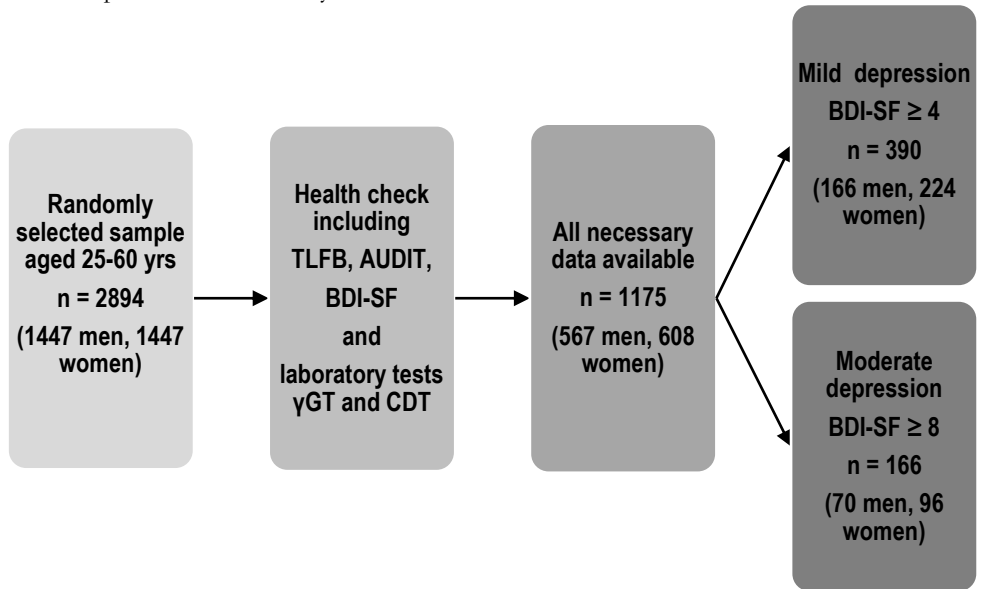 Randomly
selected sample
aged 25-60 yrs
n = 2894
(1447 men, 1447
women)
Health check
including
TLFB, AUDIT,
BDI-SF
and
laboratory tests
γGT and CDT
All necessary
data available
n = 1175
(567 men, 608
women)
Mild depression
BDI-SF ≥ 4
n = 390
(166 men, 224
women)
Moderate
depression
BDI-SF ≥ 8
n = 166
(70 men, 96
women)